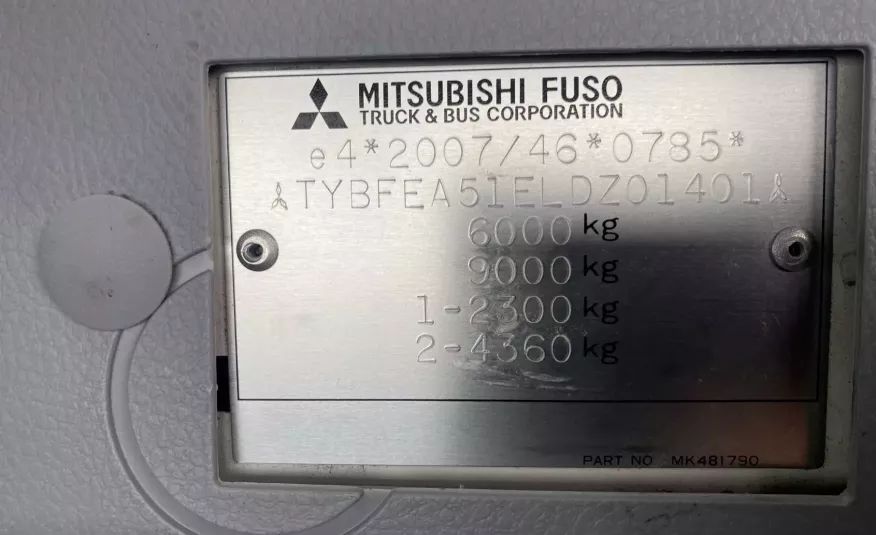 MITSUBISHI FUSO
TRUCK & BUS CORPORATION
e4*2007/46*0785*
TYBFEA51ELDZ01401
6000 kg
9000 kg
1-2300 kg
2-4360 kg
PART NO MK481790